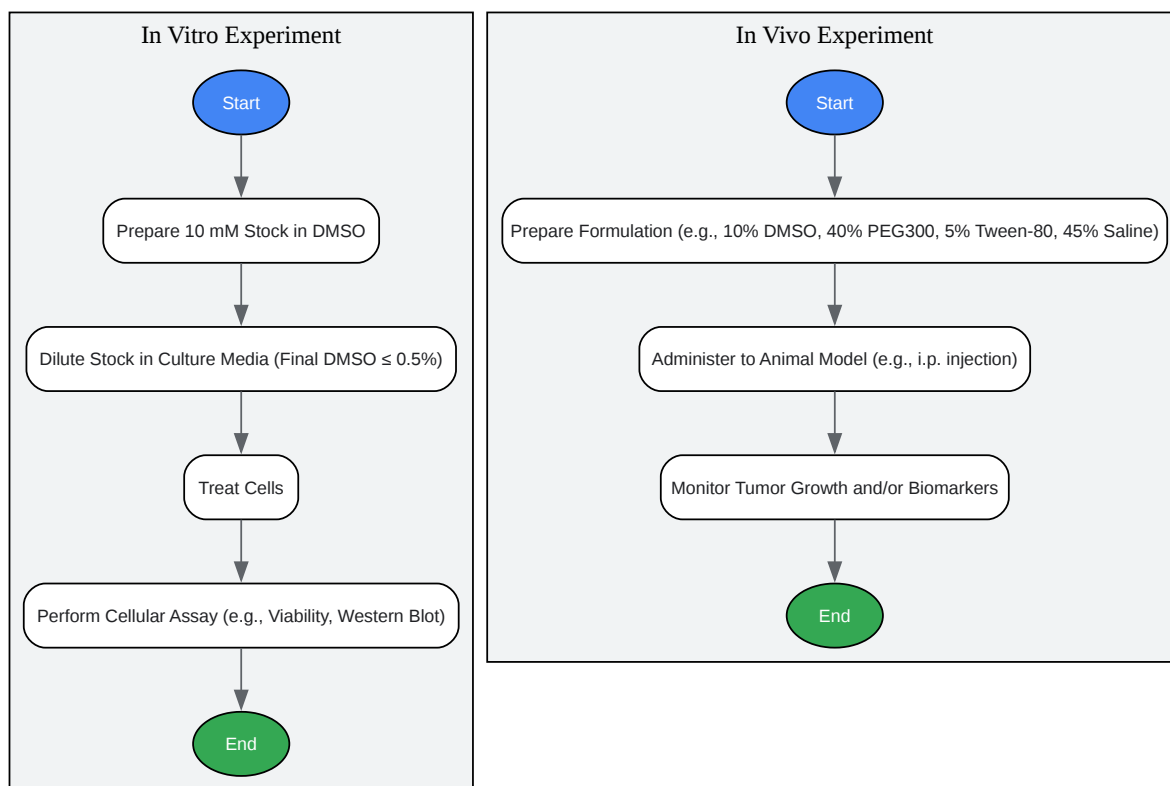 In Vitro Experiment
Start
Prepare 10 mM Stock in DMSO
Dilute Stock in Culture Media (Final DMSO ≤ 0.5%)
Treat Cells
Perform Cellular Assay (e.g., Viability, Western Blot)
End
In Vivo Experiment
Start
Prepare Formulation (e.g., 10% DMSO, 40% PEG300, 5% Tween-80, 45% Saline)
Administer to Animal Model (e.g., i.p. injection)
Monitor Tumor Growth and/or Biomarkers
End